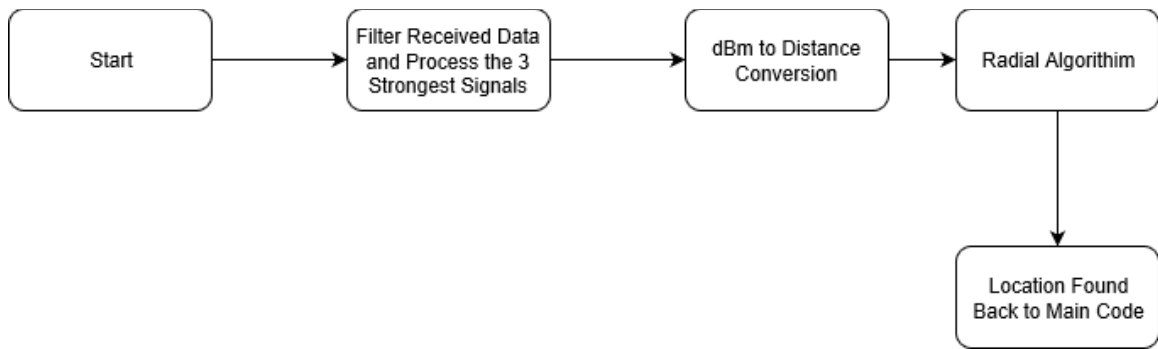 Start
Filter Received Data
and Process the 3
Strongest Signals
dBm to Distance
Conversion
Radial Algorithim
Location Found
Back to Main Code